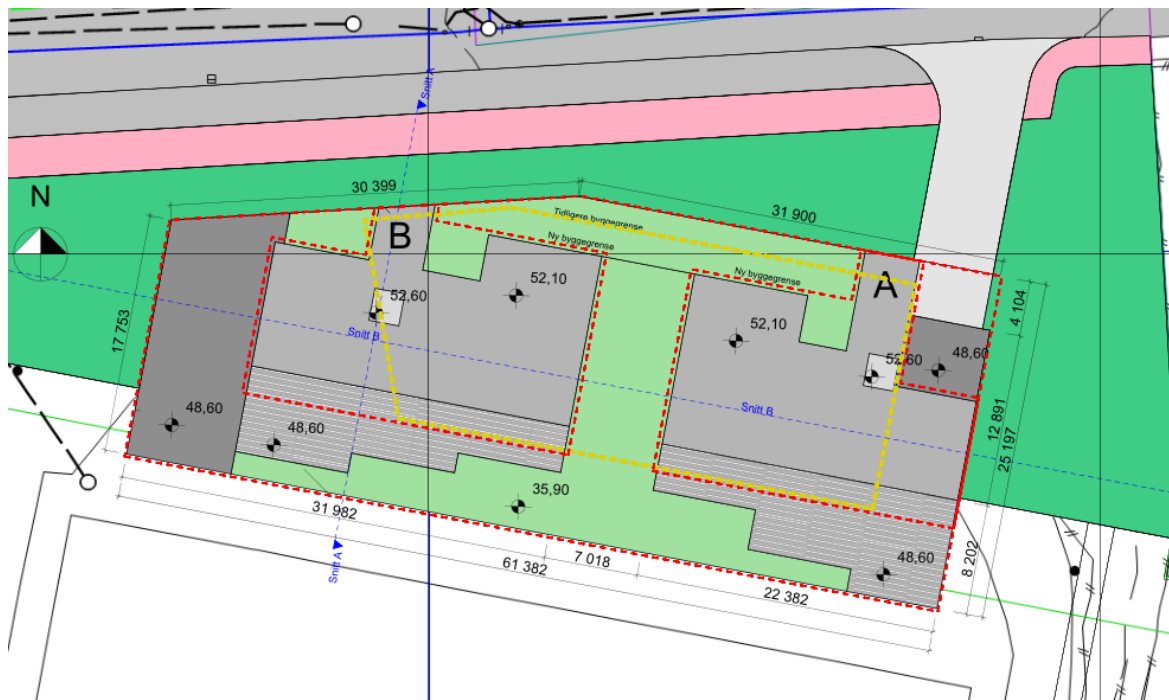 Snitt A
N
30 399
Tidligere byggegrense
31 900
B
Ny byggegrense
Ny byggegrense
A
52,10
52,60
4 104
17 753
52,10
Snitt B
52,60
48,60
Snitt B
48,60
48,60
12 891
25 197
35,90
31 982
7 018
48,60
8 202
Snitt A
61 382
22 382